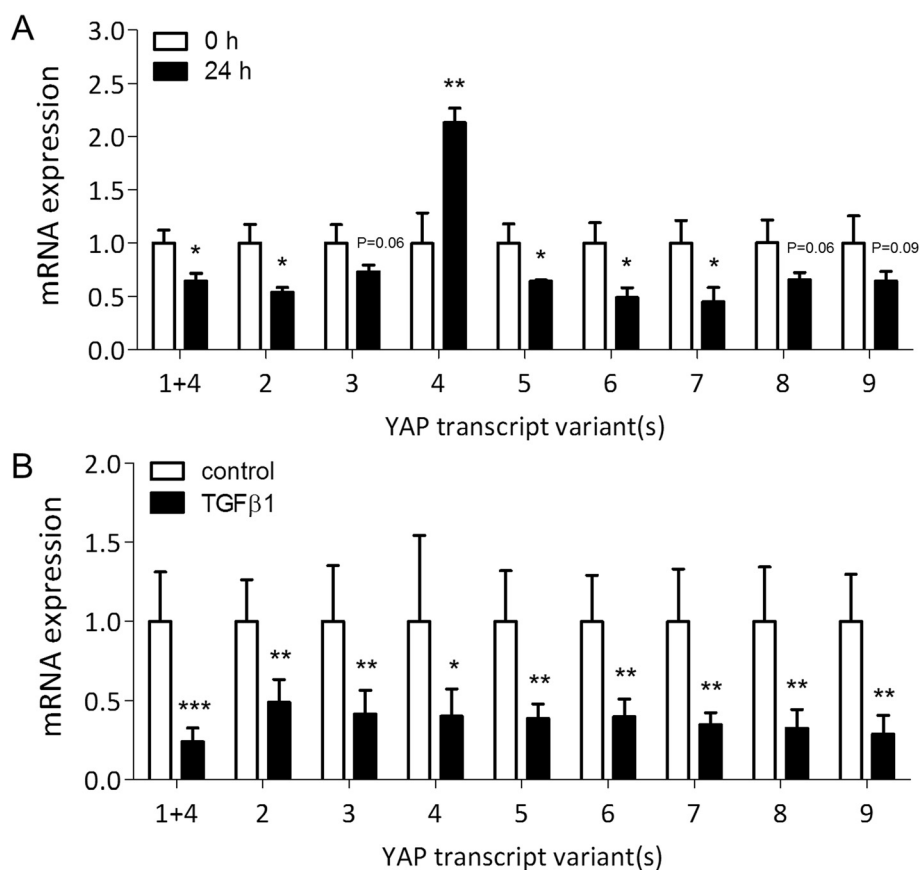 A
3.0
0 h
24 h
2.5
2.0
1.5
1.0
0.5
0.0
mRNA expression
*
*
P=0.06
**
*
*
*
P=0.06
P=0.09
1+4 2 3 4 5 6 7 8 9
YAP transcript variant(s)
B
2.0
control
TGFβ1
1.5
1.0
0.5
0.0
mRNA expression
***
**
**
*
**
**
**
**
**
1+4 2 3 4 5 6 7 8 9
YAP transcript variant(s)